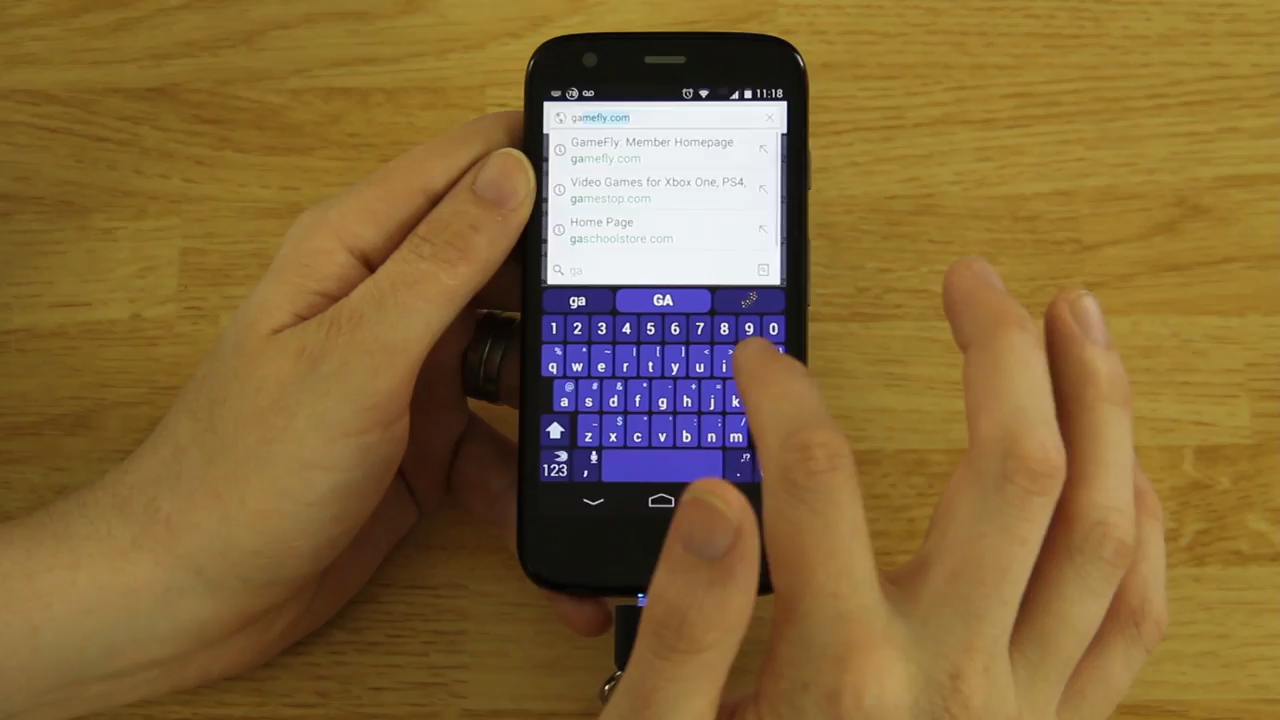 78 11:18
gamefly.com
GameFly: Member Homepage
gamefly.com
Video Games for Xbox One, PS4,
gamestop.com
Home Page
gaschoolstore.com
ga
ga GA
1 2 3 4 5 6 7 8 9 0
% ^ ~ | [ ] < >
q w e r t y u i
@ # & * - + =
a s d f g h j k
_ $ " ' : ; /
z x c v b n m
123 , . ,!?